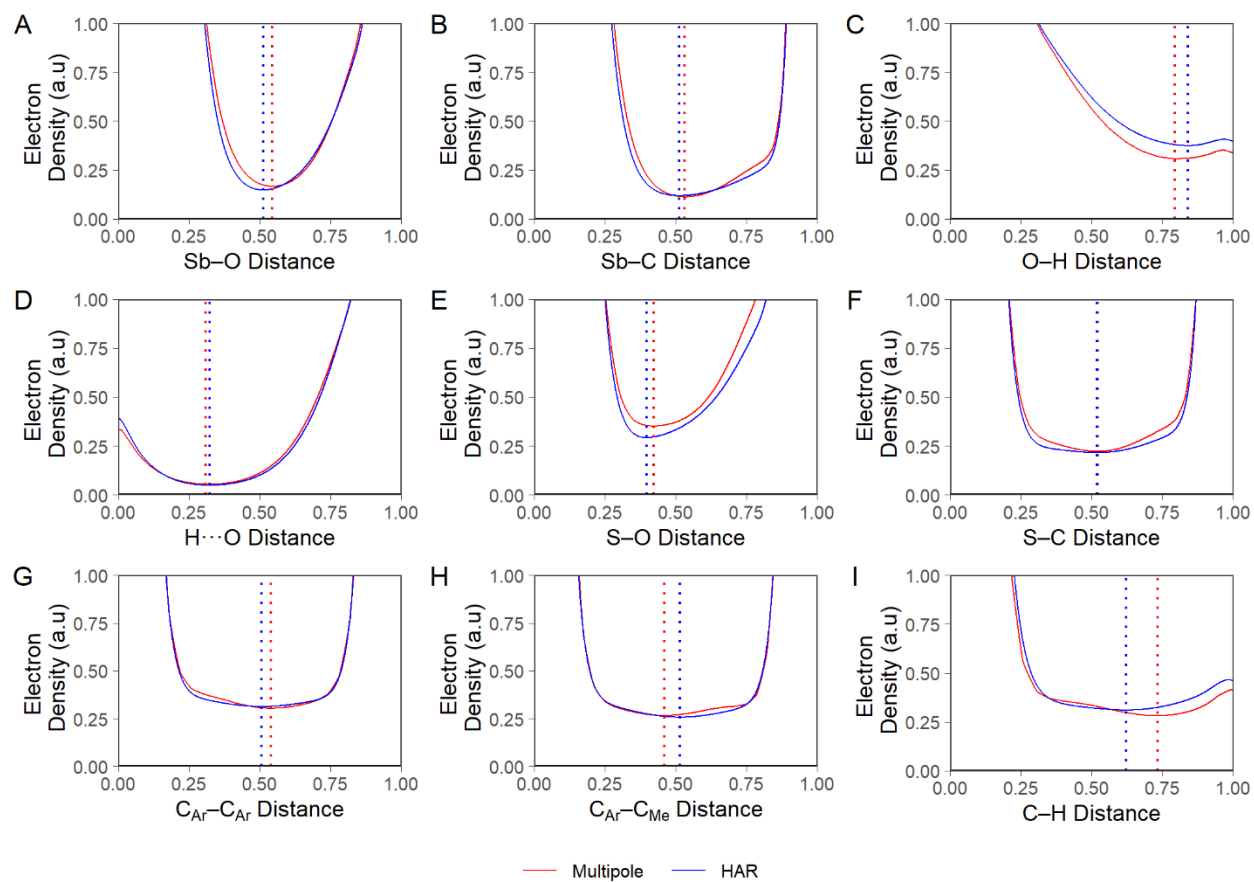 A
1.00
0.75
0.50
0.25
0.00
Electron
Density (a.u)
0.00 0.25 0.50 0.75 1.00
Sb–O Distance
B
1.00
0.75
0.50
0.25
0.00
Electron
Density (a.u)
0.00 0.25 0.50 0.75 1.00
Sb–C Distance
C
1.00
0.75
0.50
0.25
0.00
Electron
Density (a.u)
0.00 0.25 0.50 0.75 1.00
O–H Distance
D
1.00
0.75
0.50
0.25
0.00
Electron
Density (a.u)
0.00 0.25 0.50 0.75 1.00
H⋯O Distance
E
1.00
0.75
0.50
0.25
0.00
Electron
Density (a.u)
0.00 0.25 0.50 0.75 1.00
S–O Distance
F
1.00
0.75
0.50
0.25
0.00
Electron
Density (a.u)
0.00 0.25 0.50 0.75 1.00
S–C Distance
G
1.00
0.75
0.50
0.25
0.00
Electron
Density (a.u)
0.00 0.25 0.50 0.75 1.00
C_Ar–C_Ar Distance
H
1.00
0.75
0.50
0.25
0.00
Electron
Density (a.u)
0.00 0.25 0.50 0.75 1.00
C_Ar–C_Me Distance
I
1.00
0.75
0.50
0.25
0.00
Electron
Density (a.u)
0.00 0.25 0.50 0.75 1.00
C–H Distance
Multipole HAR